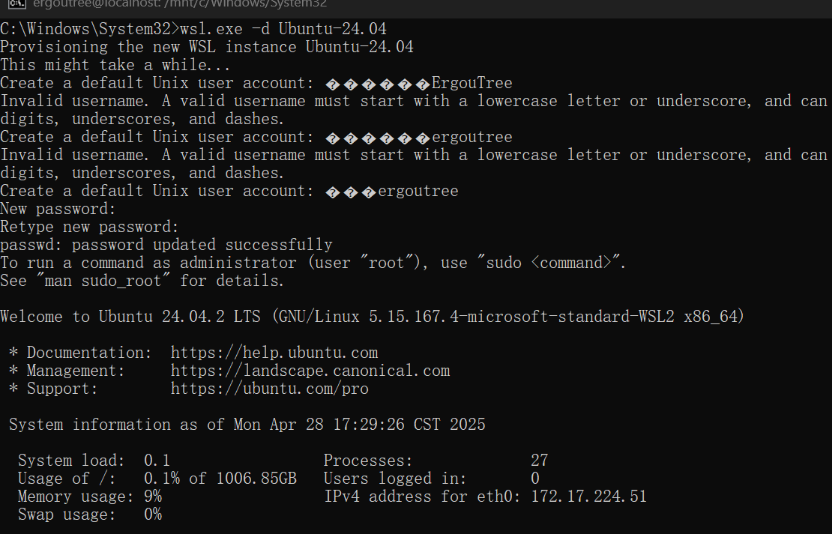 ergoutree@localhost: /mnt/c/Windows/System32
C:\Windows\System32>wsl.exe -d Ubuntu-24.04
Provisioning the new WSL instance Ubuntu-24.04
This might take a while...
Create a default Unix user account: ������ErgouTree
Invalid username. A valid username must start with a lowercase letter or underscore, and can
digits, underscores, and dashes.
Create a default Unix user account: ������ergoutree
Invalid username. A valid username must start with a lowercase letter or underscore, and can
digits, underscores, and dashes.
Create a default Unix user account: ���ergoutree
New password:
Retype new password:
passwd: password updated successfully
To run a command as administrator (user "root"), use "sudo <command>".
See "man sudo_root" for details.
Welcome to Ubuntu 24.04.2 LTS (GNU/Linux 5.15.167.4-microsoft-standard-WSL2 x86_64)
* Documentation:  https://help.ubuntu.com
* Management:     https://landscape.canonical.com
* Support:        https://ubuntu.com/pro
System information as of Mon Apr 28 17:29:26 CST 2025
System load:  0.1                Processes:             27
Usage of /:   0.1% of 1006.85GB  Users logged in:       0
Memory usage: 9%                 IPv4 address for eth0: 172.17.224.51
Swap usage:   0%